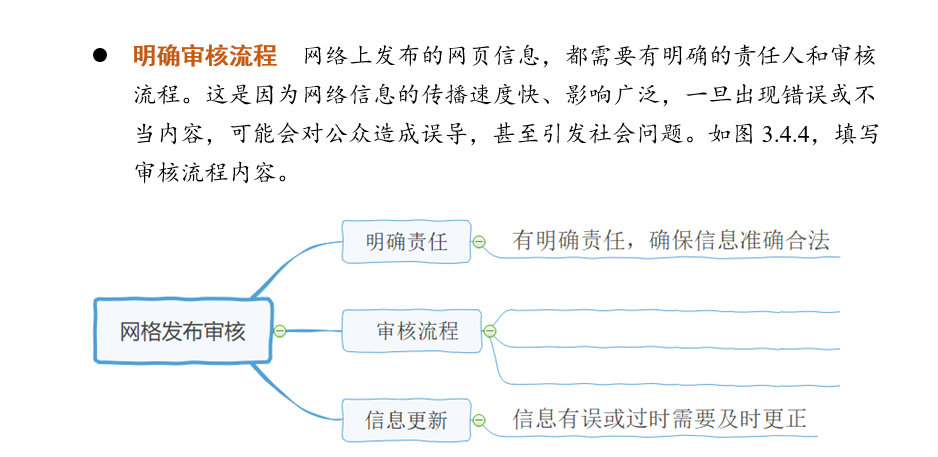 ● 明确审核流程 网络上发布的网页信息，都需要有明确的责任人和审核
流程。这是因为网络信息的传播速度快、影响广泛，一旦出现错误或不
当内容，可能会对公众造成误导，甚至引发社会问题。如图 3.4.4，填写
审核流程内容。
明确责任
有明确责任，确保信息准确合法
网格发布审核
审核流程
信息更新
信息有误或过时需要及时更正